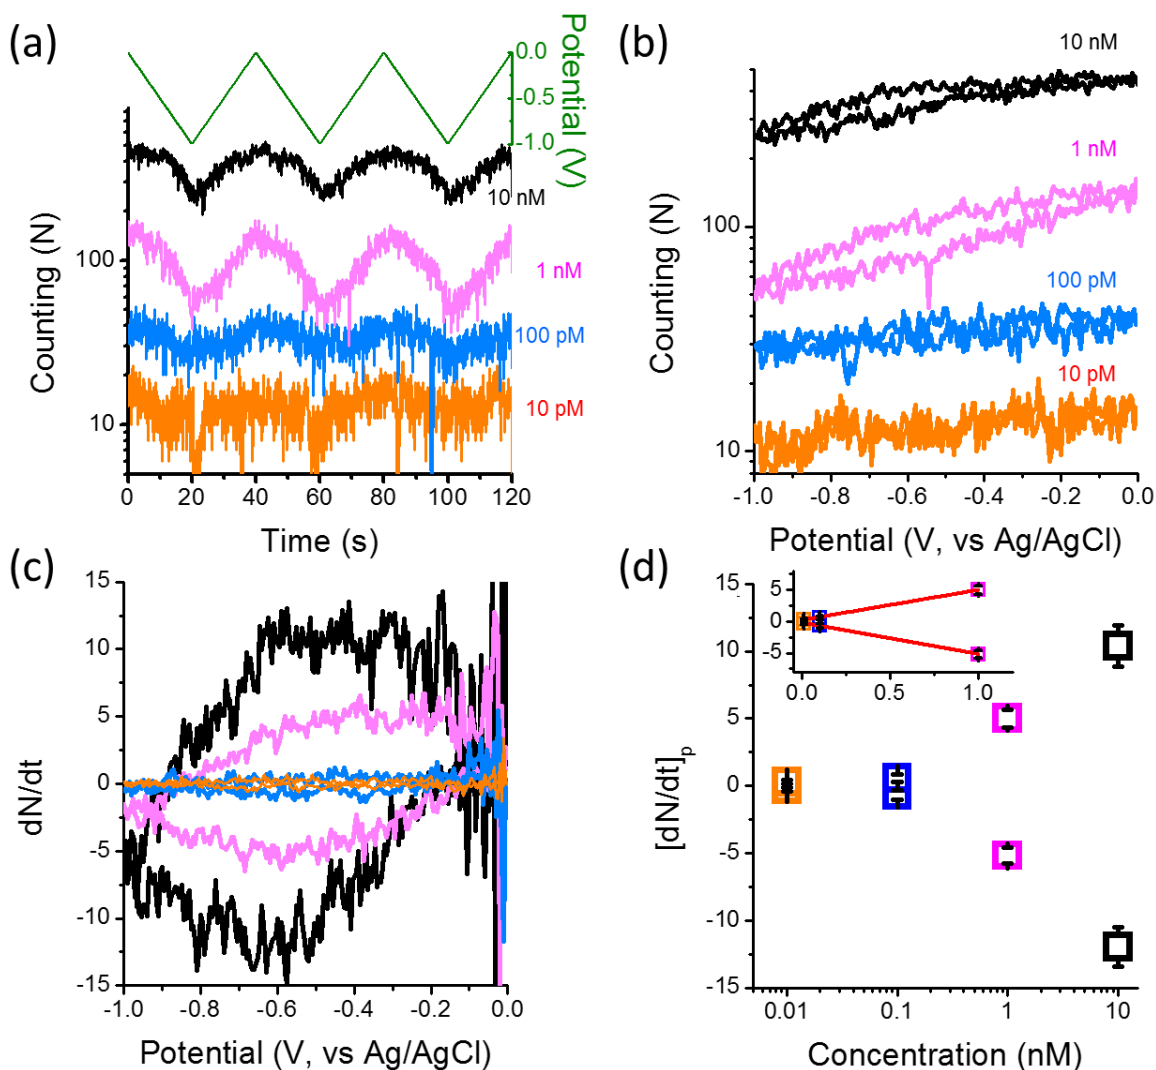 (a)
0.0
-0.5
-1.0
Potential (V)
10 nM
1 nM
100 pM
10 pM
100
10
Counting (N)
0 20 40 60 80 100 120
Time (s)
(b)
10 nM
1 nM
100 pM
10 pM
100
10
Counting (N)
-1.0 -0.8 -0.6 -0.4 -0.2 0.0
Potential (V, vs Ag/AgCl)
(c)
15
10
5
0
-5
-10
-15
dN/dt
-1.0 -0.8 -0.6 -0.4 -0.2 0.0
Potential (V, vs Ag/AgCl)
(d)
15
10
5
0
-5
-10
-15
[dN/dt]p
5
0
-5
0.0 0.5 1.0
0.01 0.1 1 10
Concentration (nM)